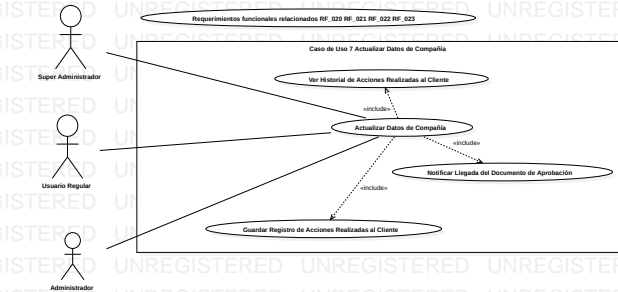 Requerimientos funcionales relacionados RF_020 RF_021 RF_022 RF_023
Caso de Uso 7 Actualizar Datos de Compañía
Super Administrador
Ver Historial de Acciones Realizadas al Cliente
«include»
Actualizar Datos de Compañía
«include»
Notificar Llegada del Documento de Aprobación
Usuario Regular
«include»
Guardar Registro de Acciones Realizadas al Cliente
Administrador
UNREGISTERED UNREGISTERED UNREGISTERED